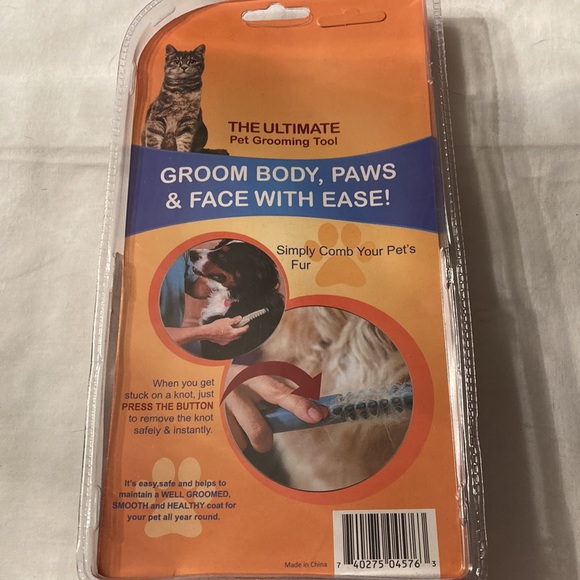 THE ULTIMATE
Pet Grooming Tool
GROOM BODY, PAWS
& FACE WITH EASE!
Simply Comb Your Pet's
Fur
When you get
stuck on a knot, just
PRESS THE BUTTON
to remove the knot
safely & instantly.
It's easy,safe and helps to
maintain a WELL GROOMED,
SMOOTH and HEALTHY coat for
your pet all year round.
Made in China
7 40275 04576 3